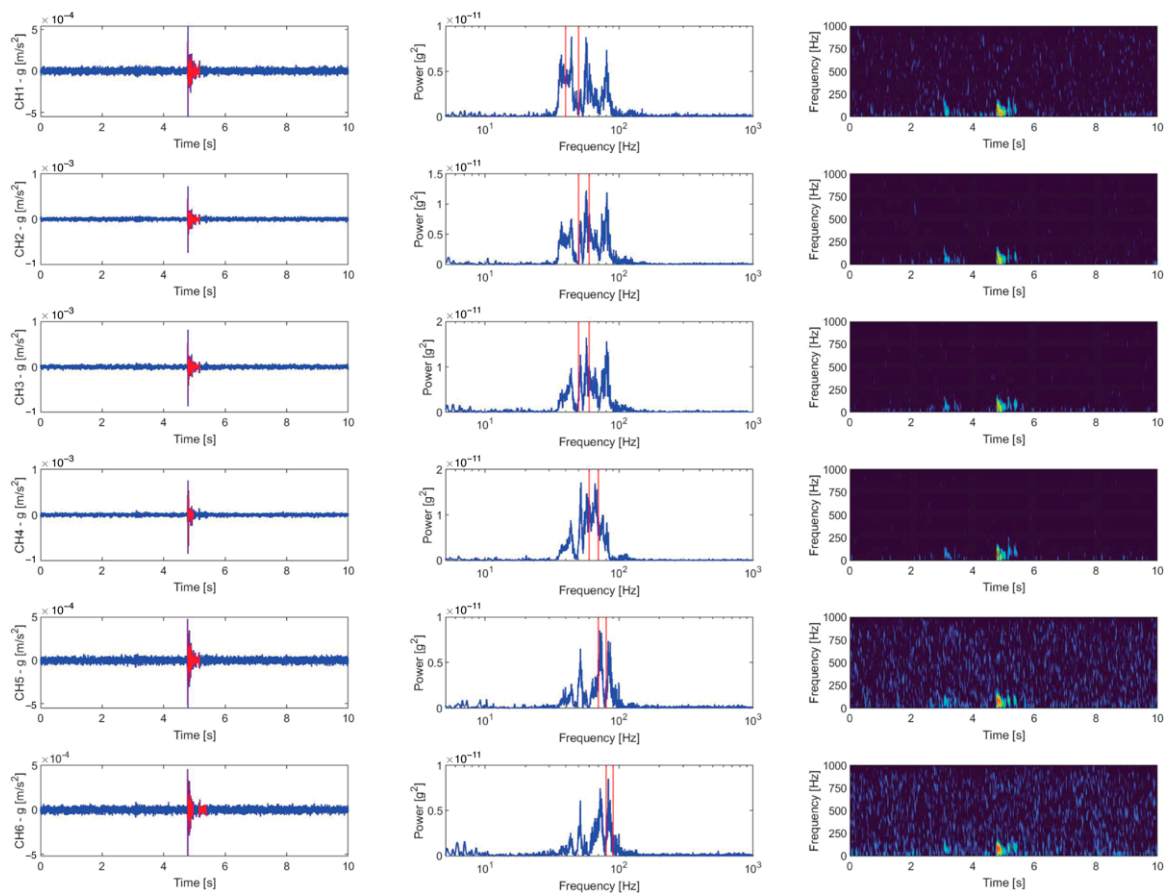 × 10⁻⁴
5
0
−5
CH1 - g [m/s²]
0 2 4 6 8 10
Time [s]
× 10⁻¹¹
1
0.5
0
Power [g²]
10¹ 10² 10³
Frequency [Hz]
1000
750
500
250
0
Frequency [Hz]
0 2 4 6 8 10
Time [s]
× 10⁻³
1
0
−1
CH2 - g [m/s²]
0 2 4 6 8 10
Time [s]
× 10⁻¹¹
1.5
1
0.5
0
Power [g²]
10¹ 10² 10³
Frequency [Hz]
1000
750
500
250
0
Frequency [Hz]
0 2 4 6 8 10
Time [s]
× 10⁻³
1
0
−1
CH3 - g [m/s²]
0 2 4 6 8 10
Time [s]
× 10⁻¹¹
2
1
0
Power [g²]
10¹ 10² 10³
Frequency [Hz]
1000
750
500
250
0
Frequency [Hz]
0 2 4 6 8 10
Time [s]
× 10⁻³
1
0
−1
CH4 - g [m/s²]
0 2 4 6 8 10
Time [s]
× 10⁻¹¹
2
1
0
Power [g²]
10¹ 10² 10³
Frequency [Hz]
1000
750
500
250
0
Frequency [Hz]
0 2 4 6 8 10
Time [s]
× 10⁻⁴
5
0
−5
CH5 - g [m/s²]
0 2 4 6 8 10
Time [s]
× 10⁻¹¹
1
0.5
0
Power [g²]
10¹ 10² 10³
Frequency [Hz]
1000
750
500
250
0
Frequency [Hz]
0 2 4 6 8 10
Time [s]
× 10⁻⁴
5
0
−5
CH6 - g [m/s²]
0 2 4 6 8 10
Time [s]
× 10⁻¹¹
1
0.5
0
Power [g²]
10¹ 10² 10³
Frequency [Hz]
1000
750
500
250
0
Frequency [Hz]
0 2 4 6 8 10
Time [s]